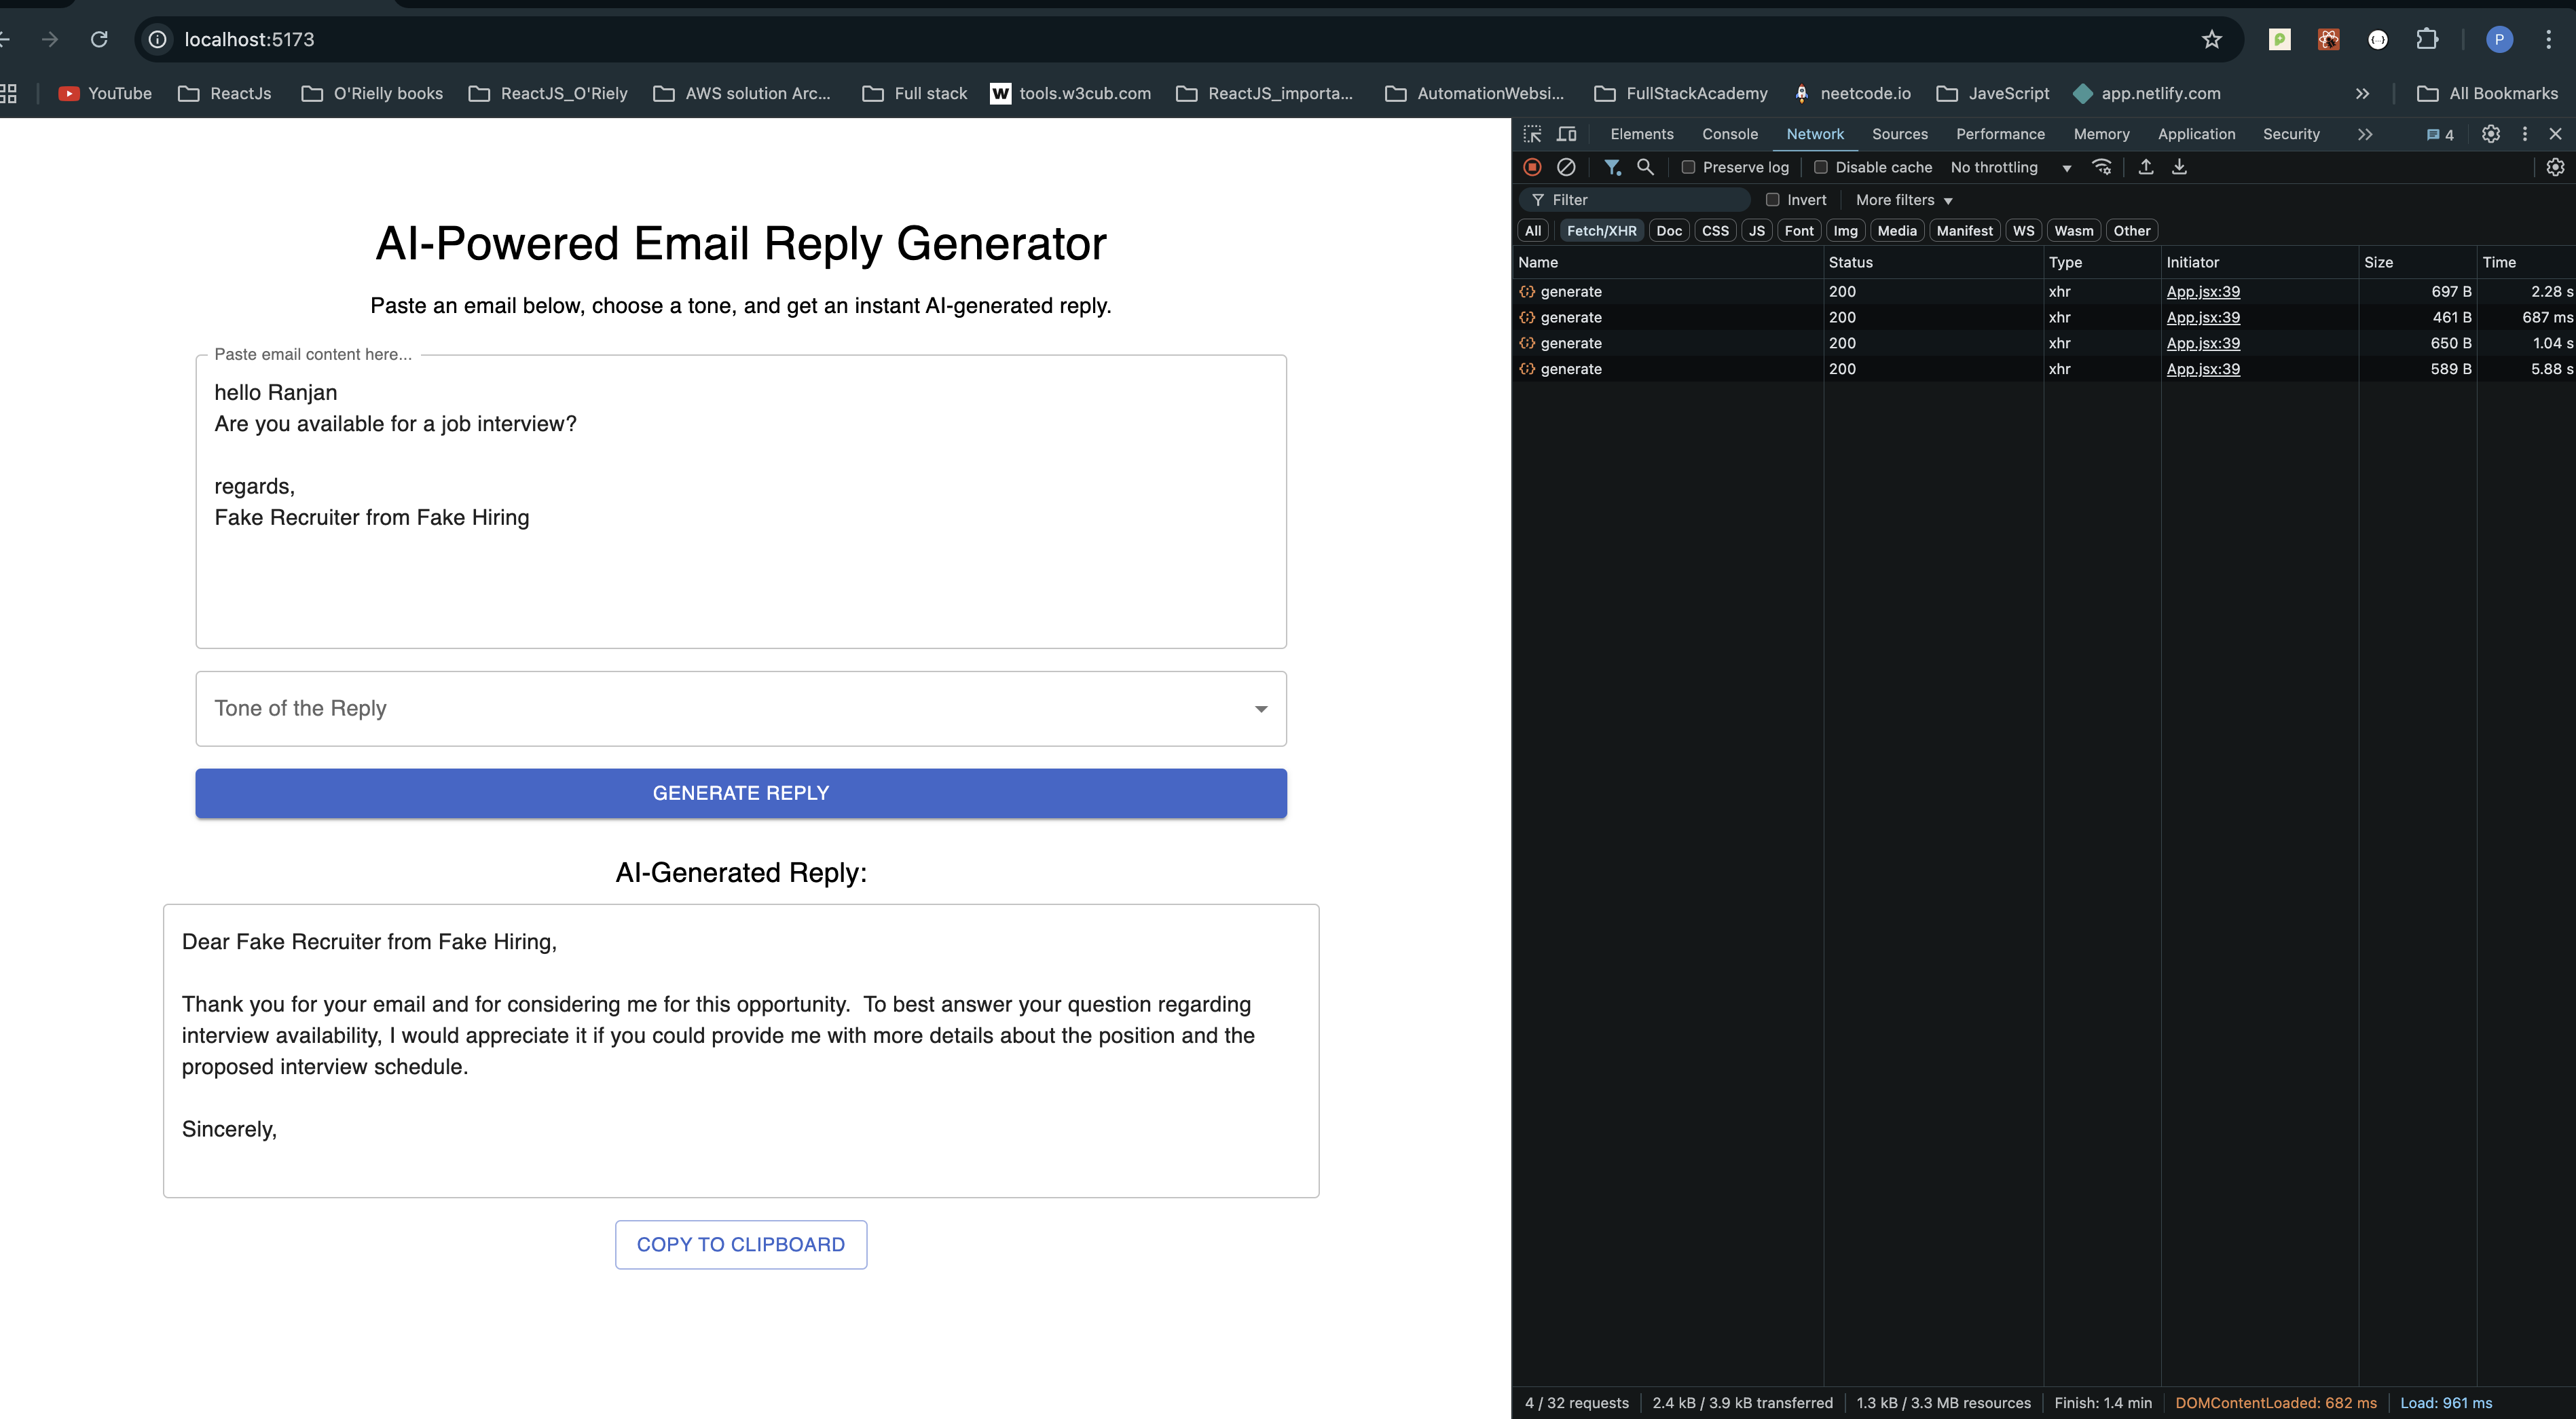 localhost:5173
YouTube ReactJs O'Rielly books ReactJS_O'Riely AWS solution Arc... Full stack W tools.w3cub.com ReactJS_importa... AutomationWebsi... FullStackAcademy neetcode.io JaveScript app.netlify.com » All Bookmarks
P
AI-Powered Email Reply Generator
Paste an email below, choose a tone, and get an instant AI-generated reply.
Paste email content here...
hello Ranjan
Are you available for a job interview?
regards,
Fake Recruiter from Fake Hiring
Tone of the Reply
GENERATE REPLY
AI-Generated Reply:
Dear Fake Recruiter from Fake Hiring,
Thank you for your email and for considering me for this opportunity.  To best answer your question regarding
interview availability, I would appreciate it if you could provide me with more details about the position and the
proposed interview schedule.
Sincerely,
COPY TO CLIPBOARD
Elements Console Network Sources Performance Memory Application Security » 4
Preserve log Disable cache No throttling
Filter Invert More filters
All Fetch/XHR Doc CSS JS Font Img Media Manifest WS Wasm Other
Name Status Type Initiator Size Time
generate 200 xhr App.jsx:39 697 B 2.28 s
generate 200 xhr App.jsx:39 461 B 687 ms
generate 200 xhr App.jsx:39 650 B 1.04 s
generate 200 xhr App.jsx:39 589 B 5.88 s
4 / 32 requests 2.4 kB / 3.9 kB transferred 1.3 kB / 3.3 MB resources Finish: 1.4 min DOMContentLoaded: 682 ms Load: 961 ms